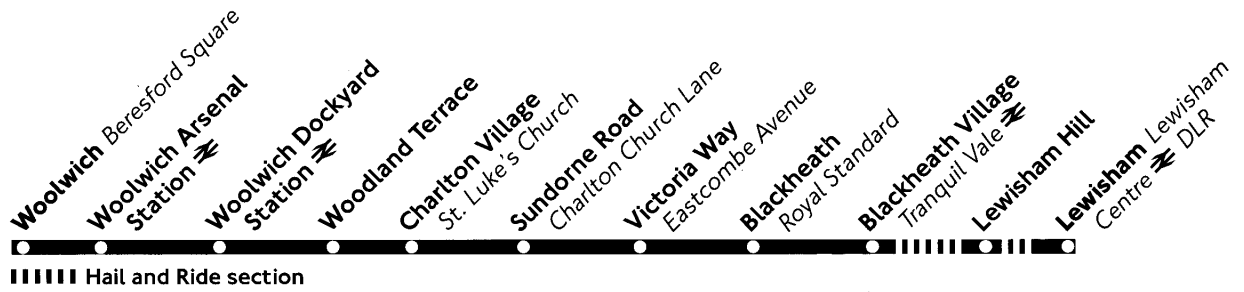 Woolwich Beresford Square
Woolwich Arsenal
Station
Woolwich Dockyard
Station
Woodland Terrace
Charlton Village
St. Luke's Church
Sundorne Road
Charlton Church Lane
Victoria Way
Eastcombe Avenue
Blackheath
Royal Standard
Blackheath Village
Tranquil Vale
Lewisham Hill
Lewisham Lewisham
Centre DLR
Hail and Ride section